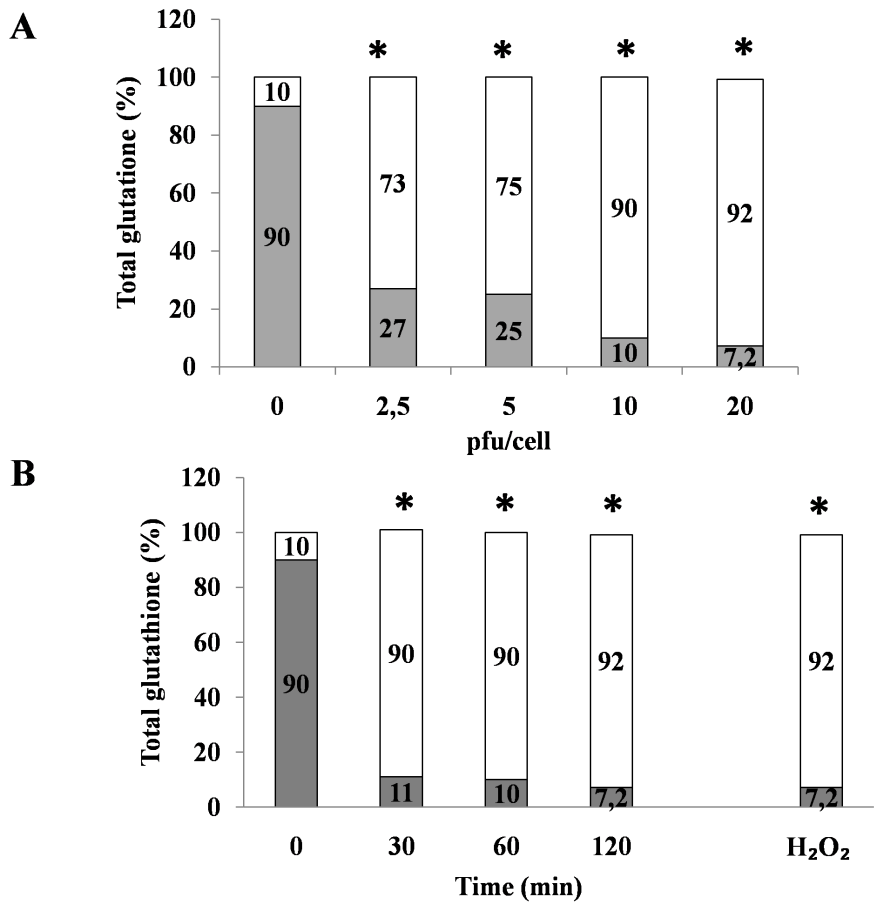 A
Total glutatione (%)
120
100
80
60
40
20
0
* * * *
10 73 75 90 92
90 27 25 10 7,2
0 2,5 5 10 20
pfu/cell
B
Total glutathione (%)
120
100
80
60
40
20
0
* * * *
10 90 90 92 92
90 11 10 7,2 7,2
0 30 60 120 H₂O₂
Time (min)